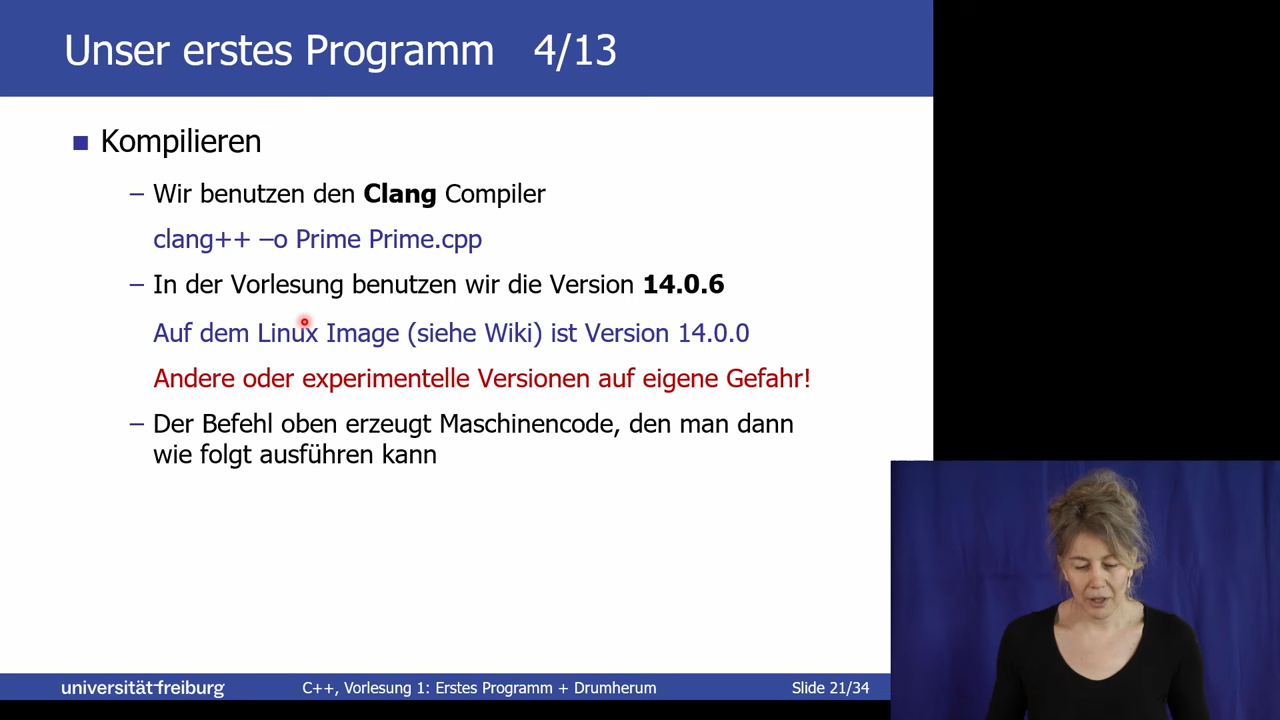 Unser erstes Programm 4/13
Kompilieren
– Wir benutzen den Clang Compiler
clang++ –o Prime Prime.cpp
– In der Vorlesung benutzen wir die Version 14.0.6
Auf dem Linux Image (siehe Wiki) ist Version 14.0.0
Andere oder experimentelle Versionen auf eigene Gefahr!
– Der Befehl oben erzeugt Maschinencode, den man dann
wie folgt ausführen kann
universität freiburg
C++, Vorlesung 1: Erstes Programm + Drumherum
Slide 21/34